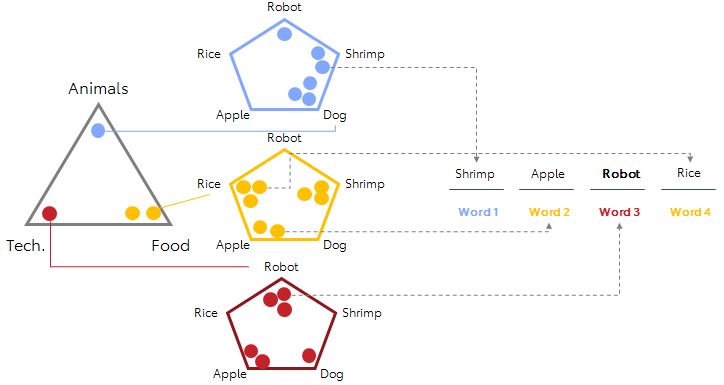 Robot
Rice
Shrimp
Apple
Dog
Animals
Tech.
Food
Robot
Rice
Shrimp
Apple
Dog
Robot
Rice
Shrimp
Apple
Dog
Shrimp
Apple
Robot
Rice
Word 1
Word 2
Word 3
Word 4